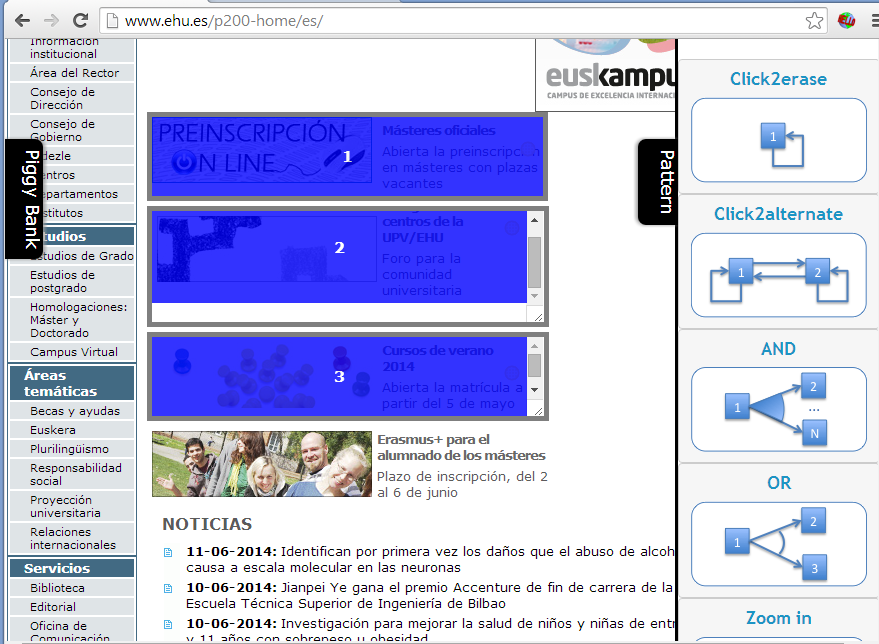 www.ehu.es/p200-home/es/
Información
institucional
Área del Rector
Consejo de
Dirección
Consejo de
Gobierno
Centros
Departamentos
Institutos
Piggy Bank
Estudios
Estudios de Grado
Estudios de
postgrado
Homologaciones:
Máster y
Doctorado
Campus Virtual
Áreas
temáticas
Becas y ayudas
Euskera
Plurilingüismo
Responsabilidad
social
Proyección
universitaria
Relaciones
internacionales
Servicios
Biblioteca
Editorial
Oficina de
Comunicación
euskampu
CAMPUS DE EXCELENCIA INTERNAC
PREINSCRIPCIÓN
ON LINE
1
Másteres oficiales
Abierta la preinscripción
en másteres con plazas
vacantes
2
centros de la
UPV/EHU
Foro para la
comunidad
universitaria
3
Cursos de verano
2014
Abierta la matrícula a
partir del 5 de mayo
Erasmus+ para el
alumnado de los másteres
Plazo de inscripción, del 2
al 6 de junio
NOTICIAS
11-06-2014: Identifican por primera vez los daños que el abuso de alcoh
causa a escala molecular en las neuronas
10-06-2014: Jianpei Ye gana el premio Accenture de fin de carrera de la
Escuela Técnica Superior de Ingeniería de Bilbao
10-06-2014: Investigación para mejorar la salud de niños y niñas de entr
y 11 años con sobrepeso u obesidad
Pattern
Click2erase
1
Click2alternate
1 2
AND
1 2
...
N
OR
1 2
3
Zoom in